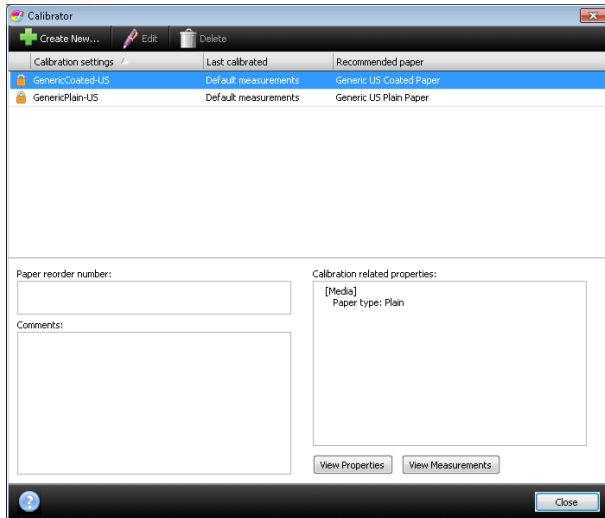 Calibrator
Create New... Edit Delete
Calibration settings Last calibrated Recommended paper
GenericCoated-US Default measurements Generic US Coated Paper
GenericPlain-US Default measurements Generic US Plain Paper
Paper reorder number:
Comments:
Calibration related properties:
[Media]
Paper type: Plain
View Properties View Measurements
? Close